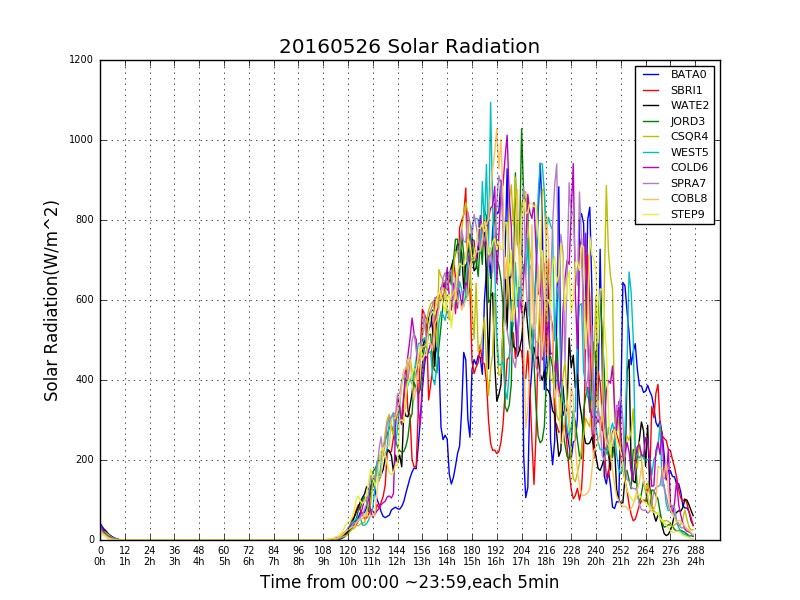 20160526 Solar Radiation
1200
1000
800
600
400
200
0
Solar Radiation(W/m^2)
BATA0
SBRI1
WATE2
JORD3
CSQR4
WEST5
COLD6
SPRA7
COBL8
STEP9
0 12 24 36 48 60 72 84 96 108 120 132 144 156 168 180 192 204 216 228 240 252 264 276 288
0h 1h 2h 3h 4h 5h 6h 7h 8h 9h 10h 11h 12h 13h 14h 15h 16h 17h 18h 19h 20h 21h 22h 23h 24h
Time from 00:00 ~23:59,each 5min